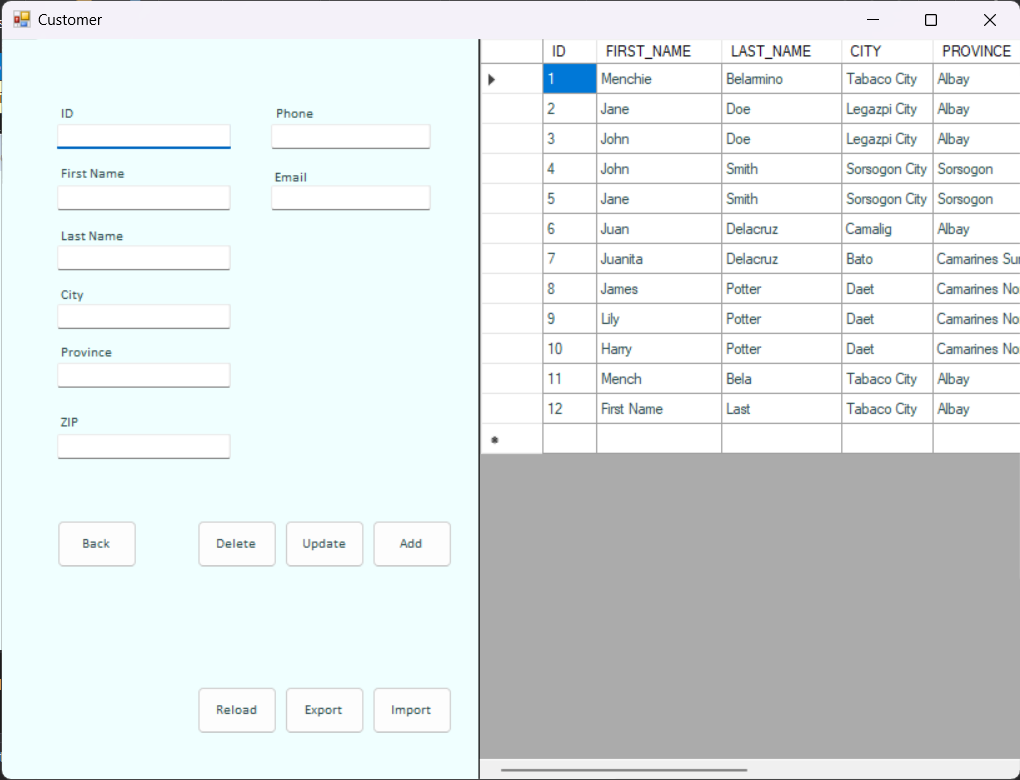 Customer
ID
Phone
First Name
Email
Last Name
City
Province
ZIP
Back Delete Update Add
Reload Export Import
ID FIRST_NAME LAST_NAME CITY PROVINCE
1 Menchie Belarmino Tabaco City Albay
2 Jane Doe Legazpi City Albay
3 John Doe Legazpi City Albay
4 John Smith Sorsogon City Sorsogon
5 Jane Smith Sorsogon City Sorsogon
6 Juan Delacruz Camalig Albay
7 Juanita Delacruz Bato Camarines Su
8 James Potter Daet Camarines No
9 Lily Potter Daet Camarines No
10 Harry Potter Daet Camarines No
11 Mench Bela Tabaco City Albay
12 First Name Last Tabaco City Albay